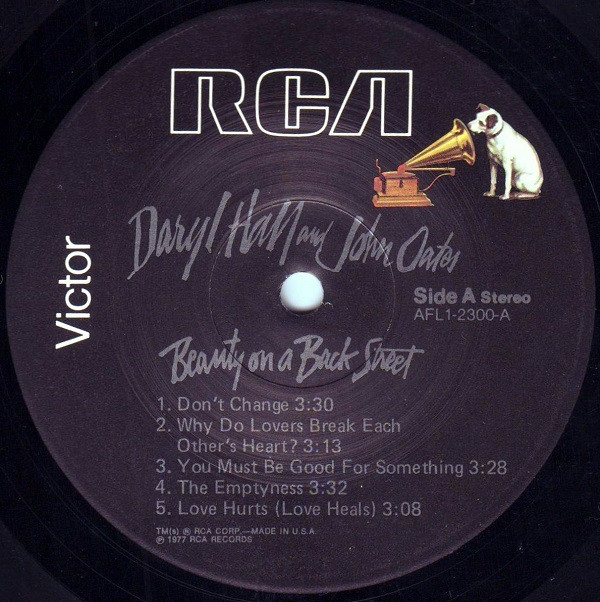 RCA
Victor
Daryl Hall and John Oates
Side A Stereo
AFL1-2300-A
Beauty on a Back Street
1. Don't Change 3:30
2. Why Do Lovers Break Each
Other's Heart? 3:13
3. You Must Be Good For Something 3:28
4. The Emptyness 3:32
5. Love Hurts (Love Heals) 3:08
TM(s) ® RCA CORP.—MADE IN U.S.A.
℗ 1977 RCA RECORDS